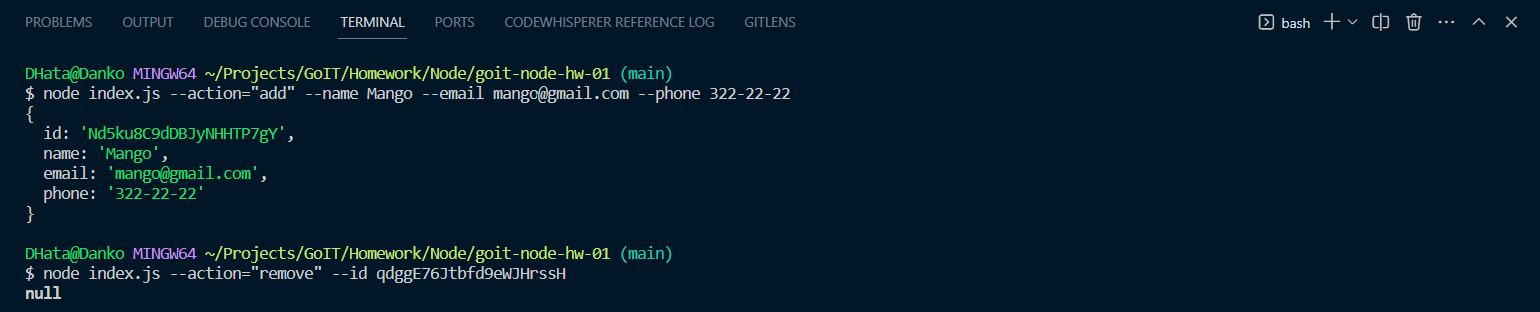 PROBLEMS OUTPUT DEBUG CONSOLE TERMINAL PORTS CODEWHISPERER REFERENCE LOG GITLENS bash
DHata@Danko MINGW64 ~/Projects/GoIT/Homework/Node/goit-node-hw-01 (main)
$ node index.js --action="add" --name Mango --email mango@gmail.com --phone 322-22-22
{
  id: 'Nd5ku8C9dDBJyNHHTP7gY',
  name: 'Mango',
  email: 'mango@gmail.com',
  phone: '322-22-22'
}
DHata@Danko MINGW64 ~/Projects/GoIT/Homework/Node/goit-node-hw-01 (main)
$ node index.js --action="remove" --id qdggE76Jtbfd9eWJHrssH
null